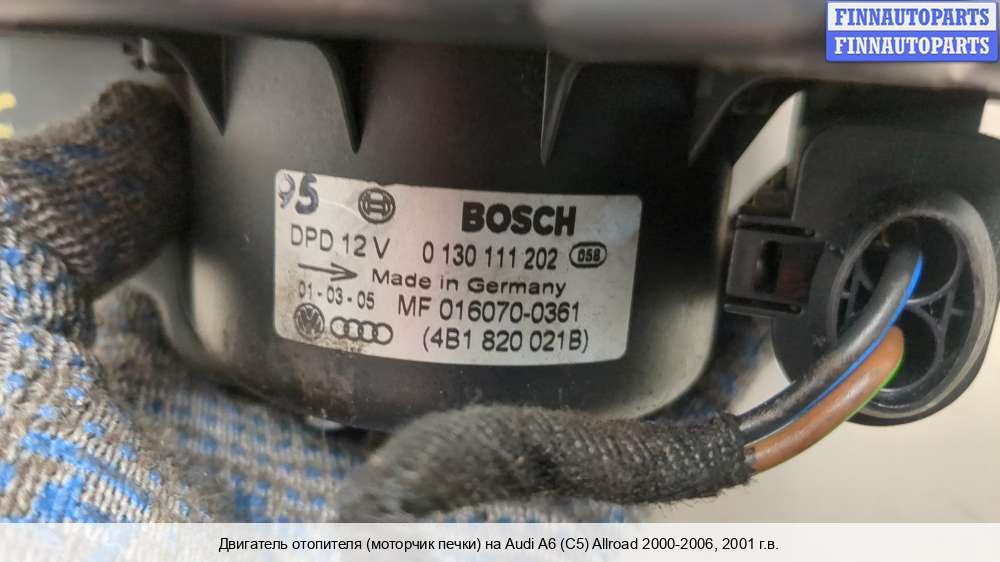 FINNAUTOPARTS
FINNAUTOPARTS
95
BOSCH
DPD 12 V 0 130 111 202 058
Made in Germany
01-03-05 MF 016070-0361
(4B1 820 021B)
Двигатель отопителя (моторчик печки) на Audi A6 (C5) Allroad 2000-2006, 2001 г.в.